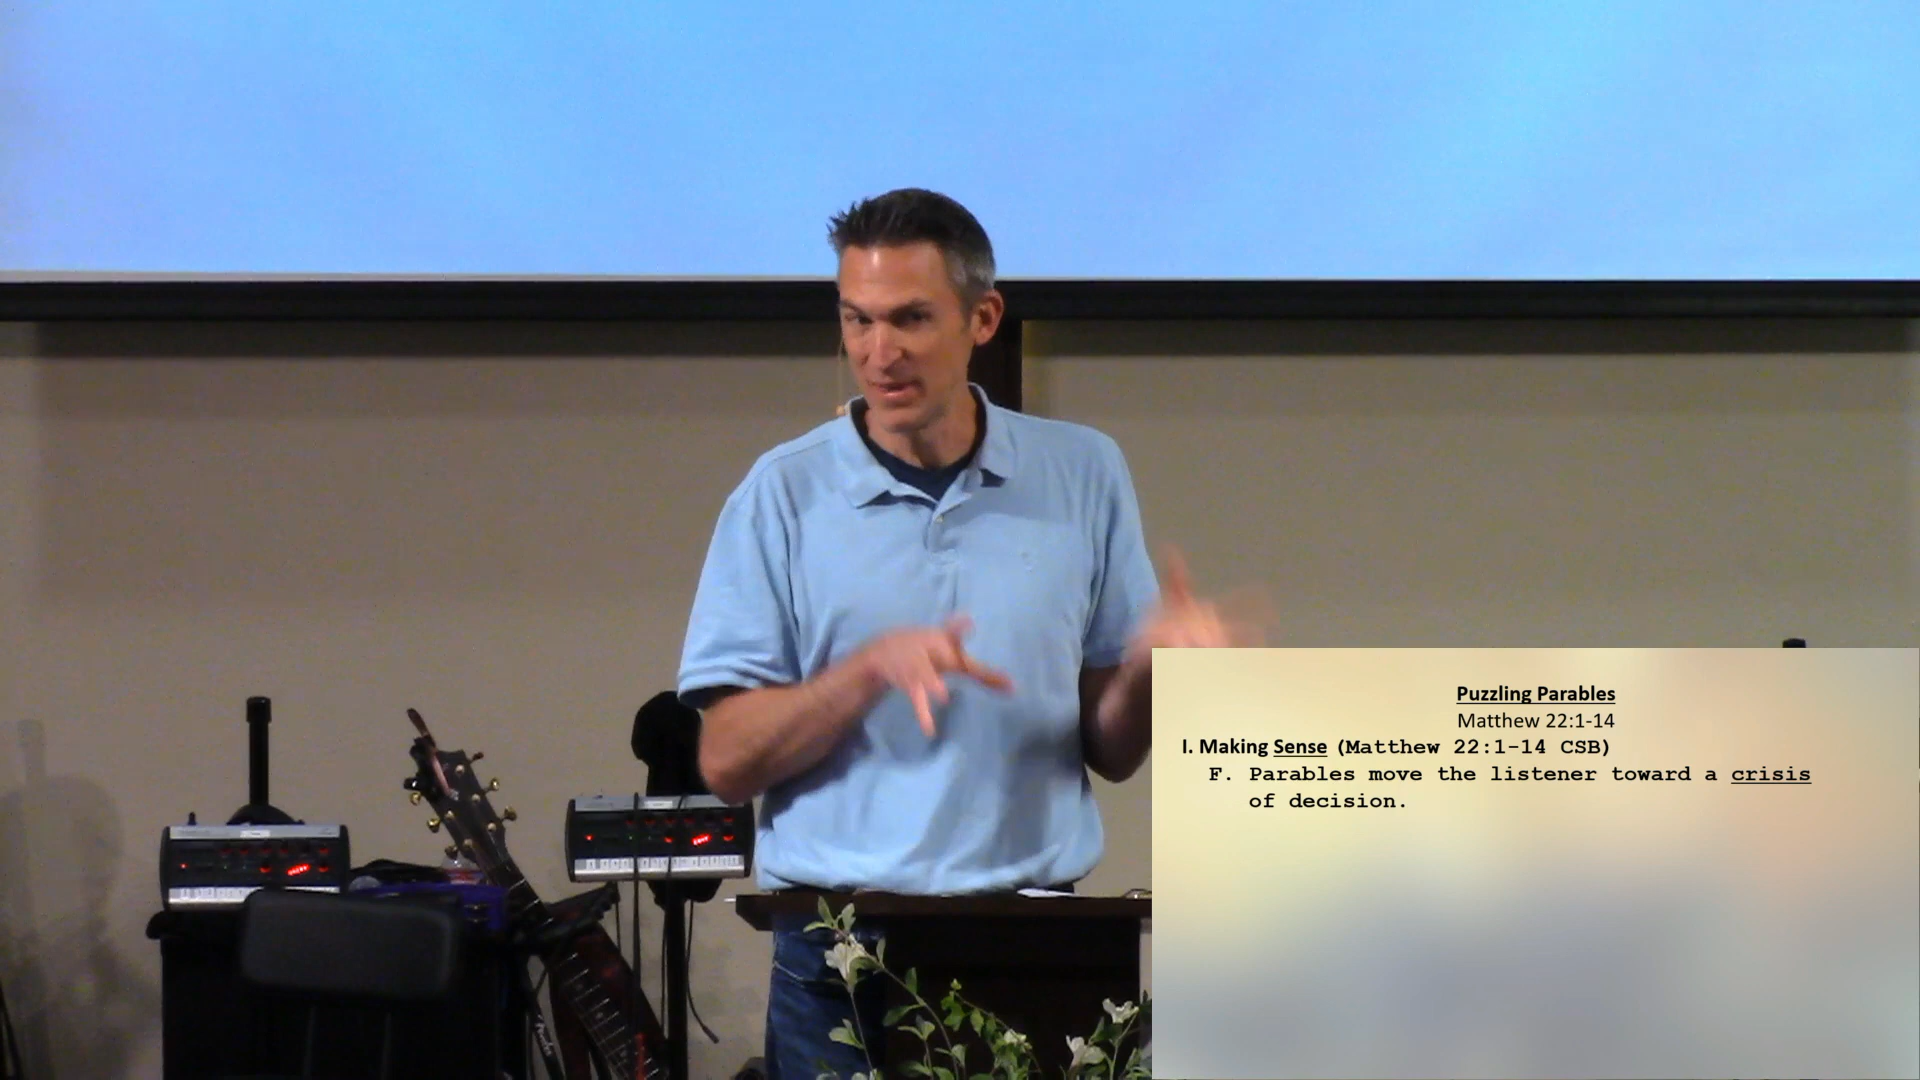 Puzzling Parables
Matthew 22:1-14
I. Making Sense (Matthew 22:1-14 CSB)
F. Parables move the listener toward a crisis
of decision.
Fender